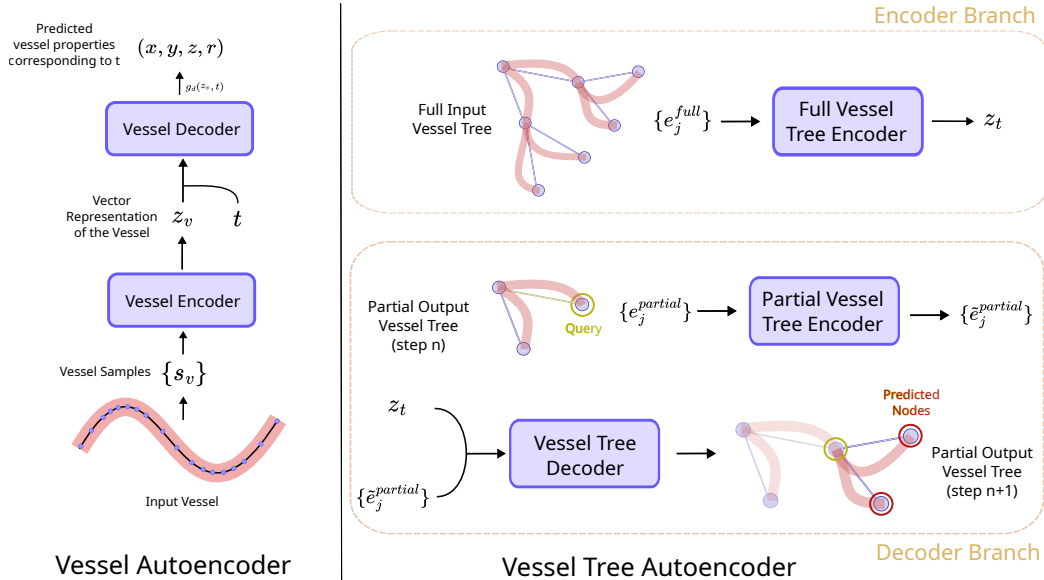 Predicted
vessel properties
corresponding to t
(x, y, z, r)
g_d(z_v, t)
Vessel Decoder
Vector
Representation
of the Vessel
z_v
t
Vessel Encoder
Vessel Samples
{s_v}
Input Vessel
Vessel Autoencoder
Encoder Branch
Full Input
Vessel Tree
{e_j^{full}}
Full Vessel
Tree Encoder
z_t
Partial Output
Vessel Tree
(step n)
Query
{e_j^{partial}}
Partial Vessel
Tree Encoder
{ẽ_j^{partial}}
z_t
{ẽ_j^{partial}}
Vessel Tree
Decoder
Predicted
Nodes
Partial Output
Vessel Tree
(step n+1)
Decoder Branch
Vessel Tree Autoencoder